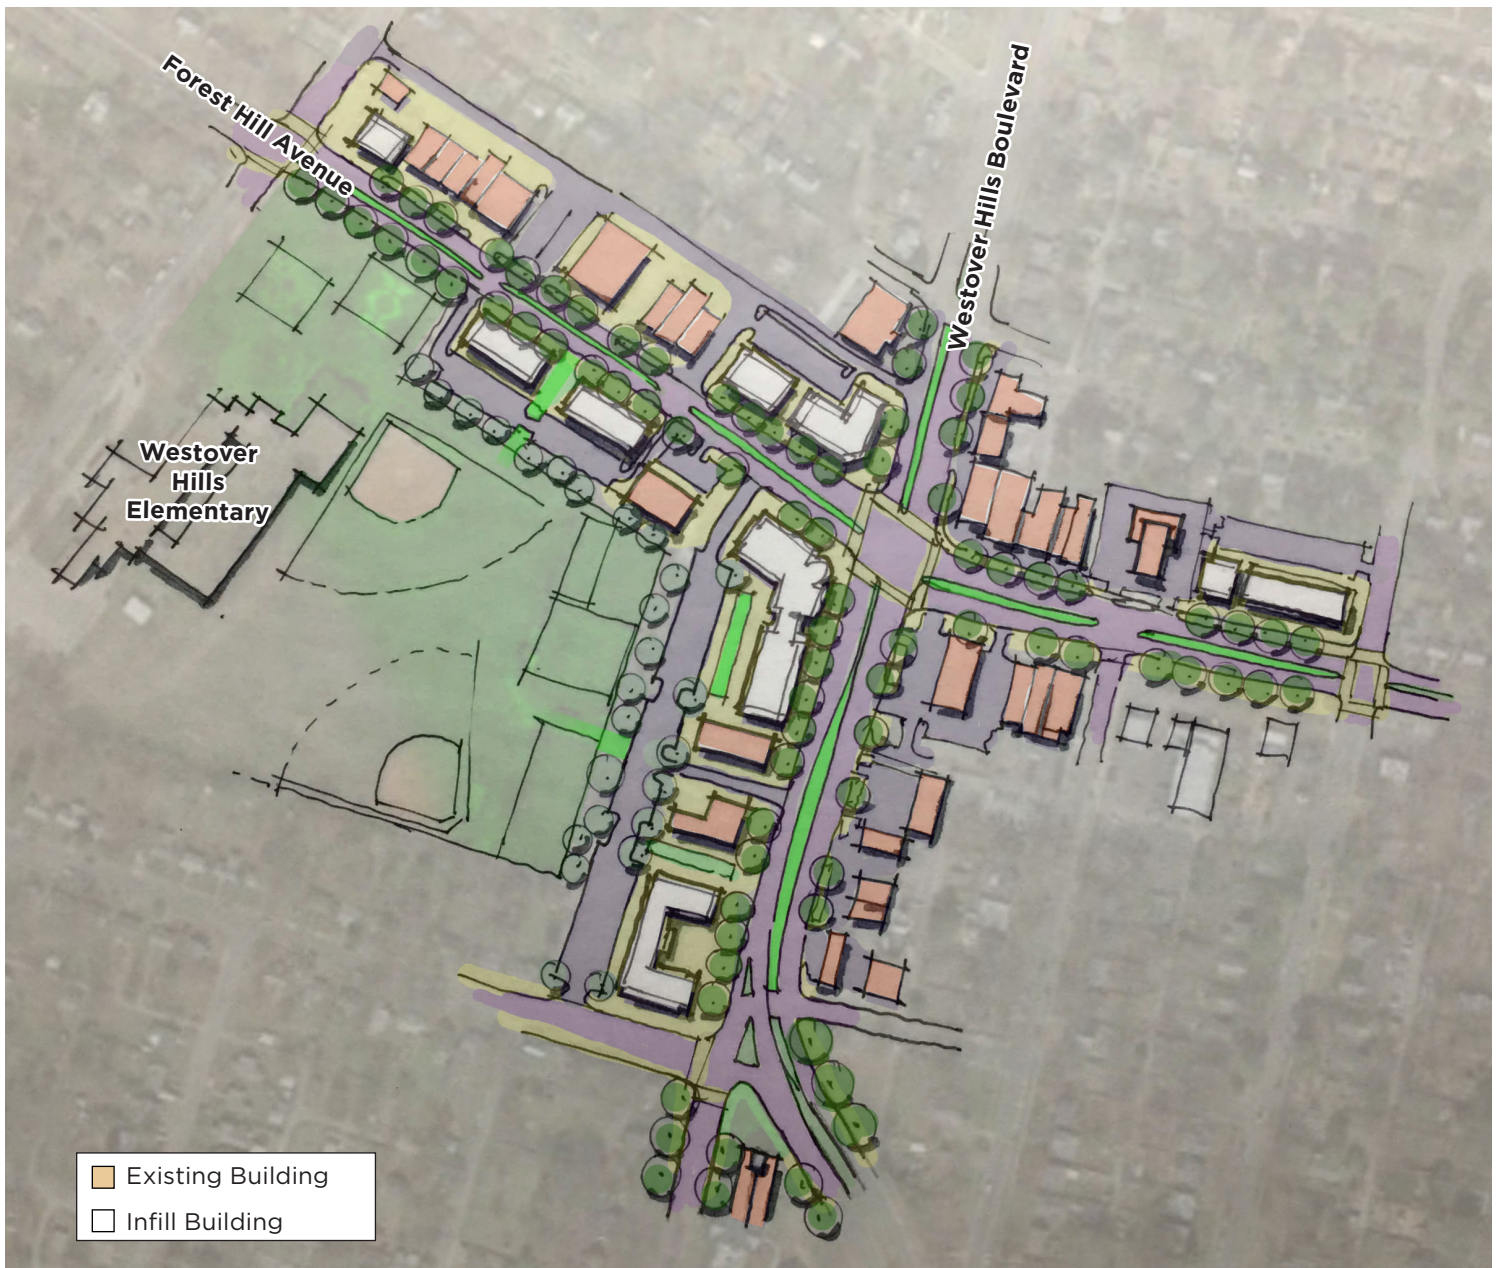 Forest Hill Avenue
Westover Hills Boulevard
Westover
Hills
Elementary
Existing Building
Infill Building